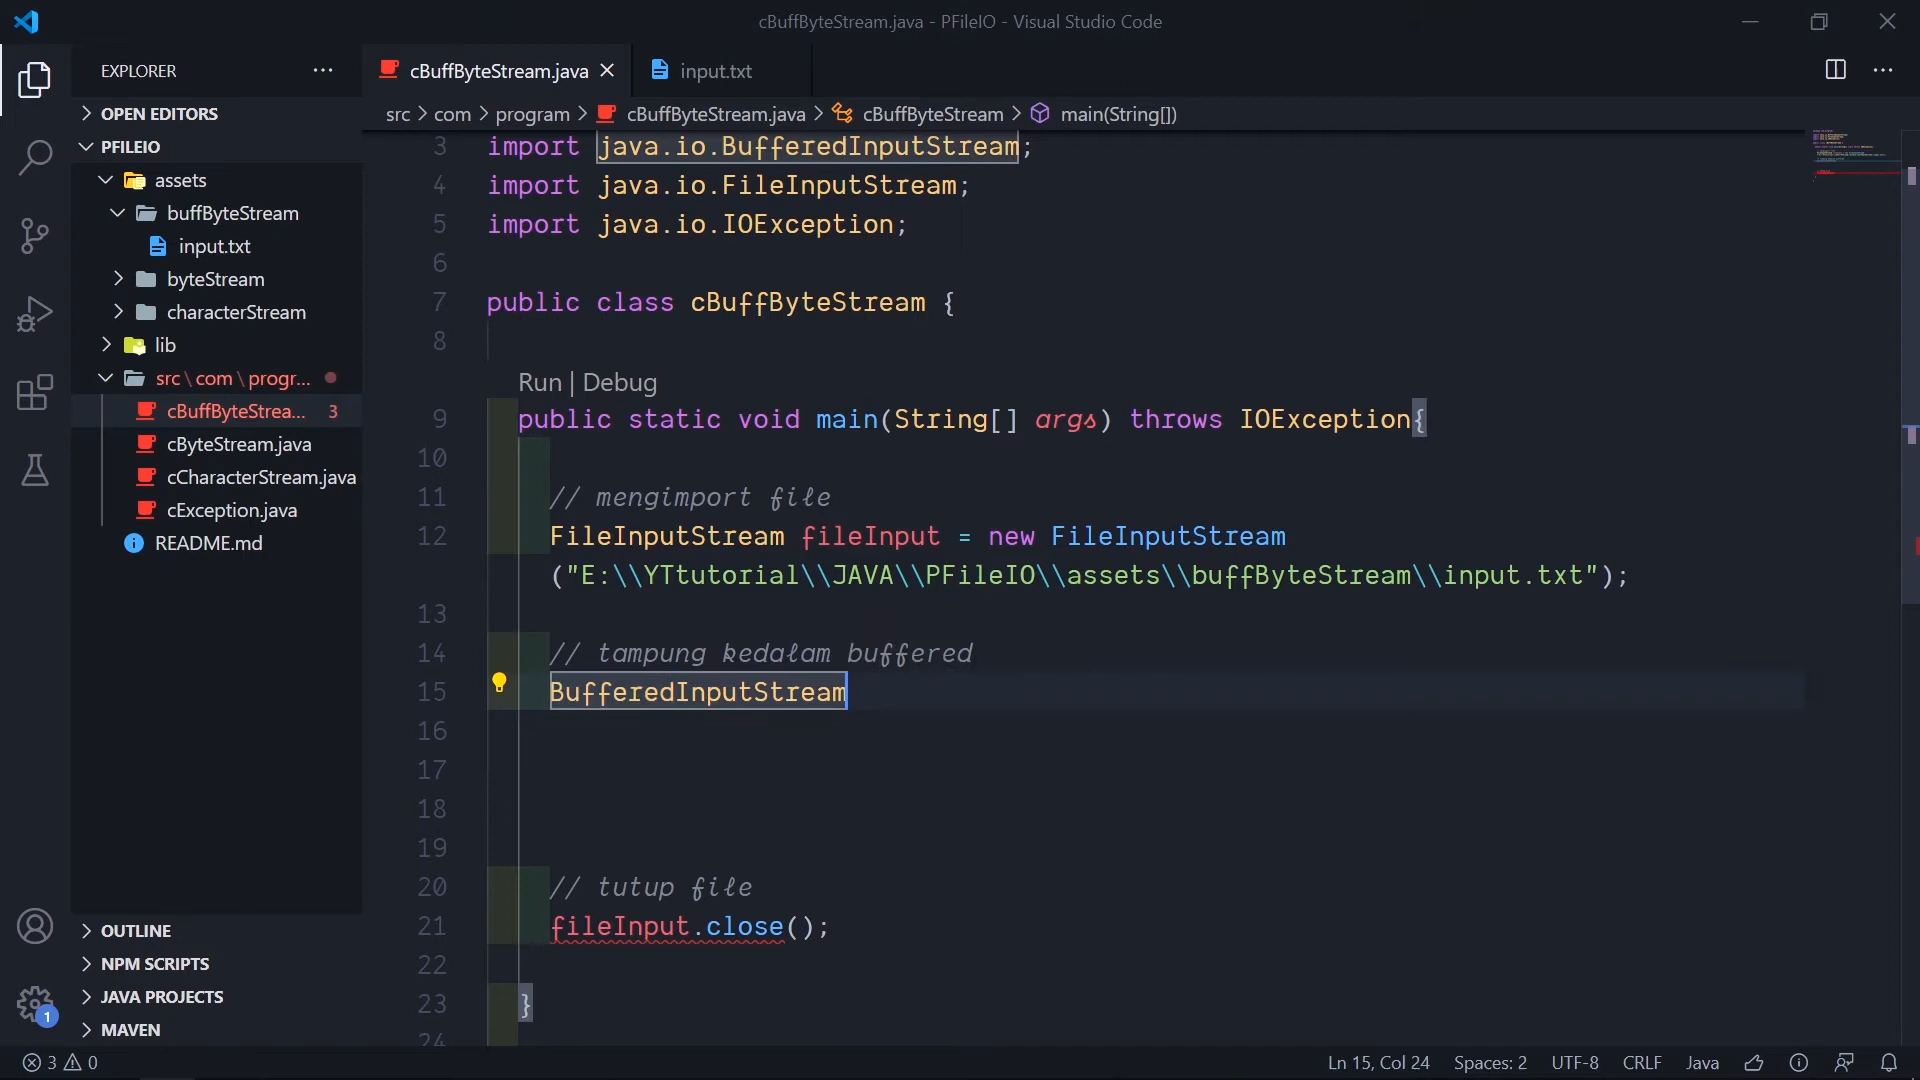 cBuffByteStream.java - PFileIO - Visual Studio Code
EXPLORER
OPEN EDITORS
PFILEIO
assets
buffByteStream
input.txt
byteStream
characterStream
lib
src\com\progr...
cBuffByteStrea... 3
cByteStream.java
cCharacterStream.java
cException.java
README.md
OUTLINE
NPM SCRIPTS
JAVA PROJECTS
MAVEN
1
cBuffByteStream.java
input.txt
src > com > program > cBuffByteStream.java > cBuffByteStream > main(String[])
3 import java.io.BufferedInputStream;
4 import java.io.FileInputStream;
5 import java.io.IOException;
6
7 public class cBuffByteStream {
8
Run | Debug
9 public static void main(String[] args) throws IOException{
10
11 // mengimport file
12 FileInputStream fileInput = new FileInputStream
("E:\\YTtutorial\\JAVA\\PFileIO\\assets\\buffByteStream\\input.txt");
13
14 // tampung kedalam buffered
15 BufferedInputStream
16
17
18
19
20 // tutup file
21 fileInput.close();
22
23 }
24
3 0
Ln 15, Col 24 Spaces: 2 UTF-8 CRLF Java